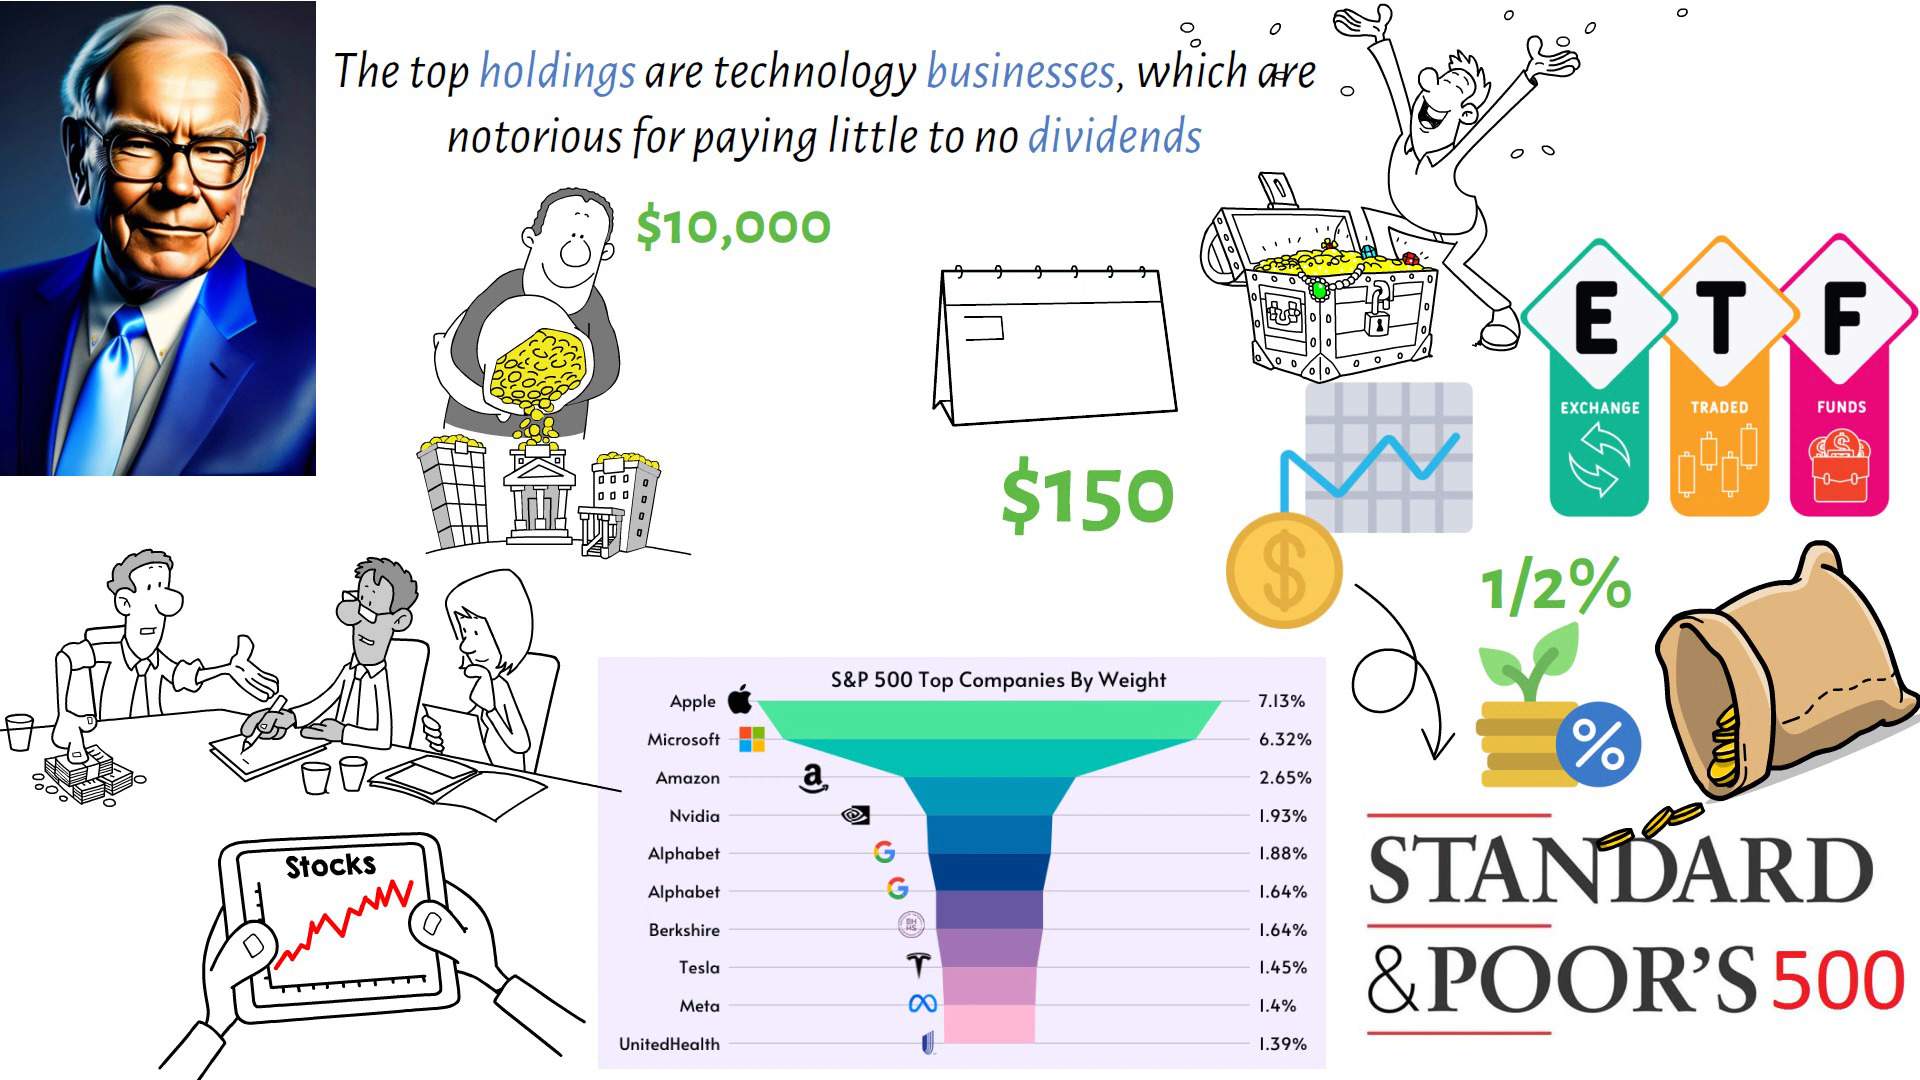 The top holdings are technology businesses, which are
notorious for paying little to no dividends
$10,000
$150
E T F
EXCHANGE TRADED FUNDS
1/2%
%
Stocks
S&P 500 Top Companies By Weight
Apple 7.13%
Microsoft 6.32%
Amazon a 2.65%
Nvidia 1.93%
Alphabet G 1.88%
Alphabet G 1.64%
Berkshire BH HS 1.64%
Tesla 1.45%
Meta 1.4%
UnitedHealth 1.39%
STANDARD
&POOR'S 500